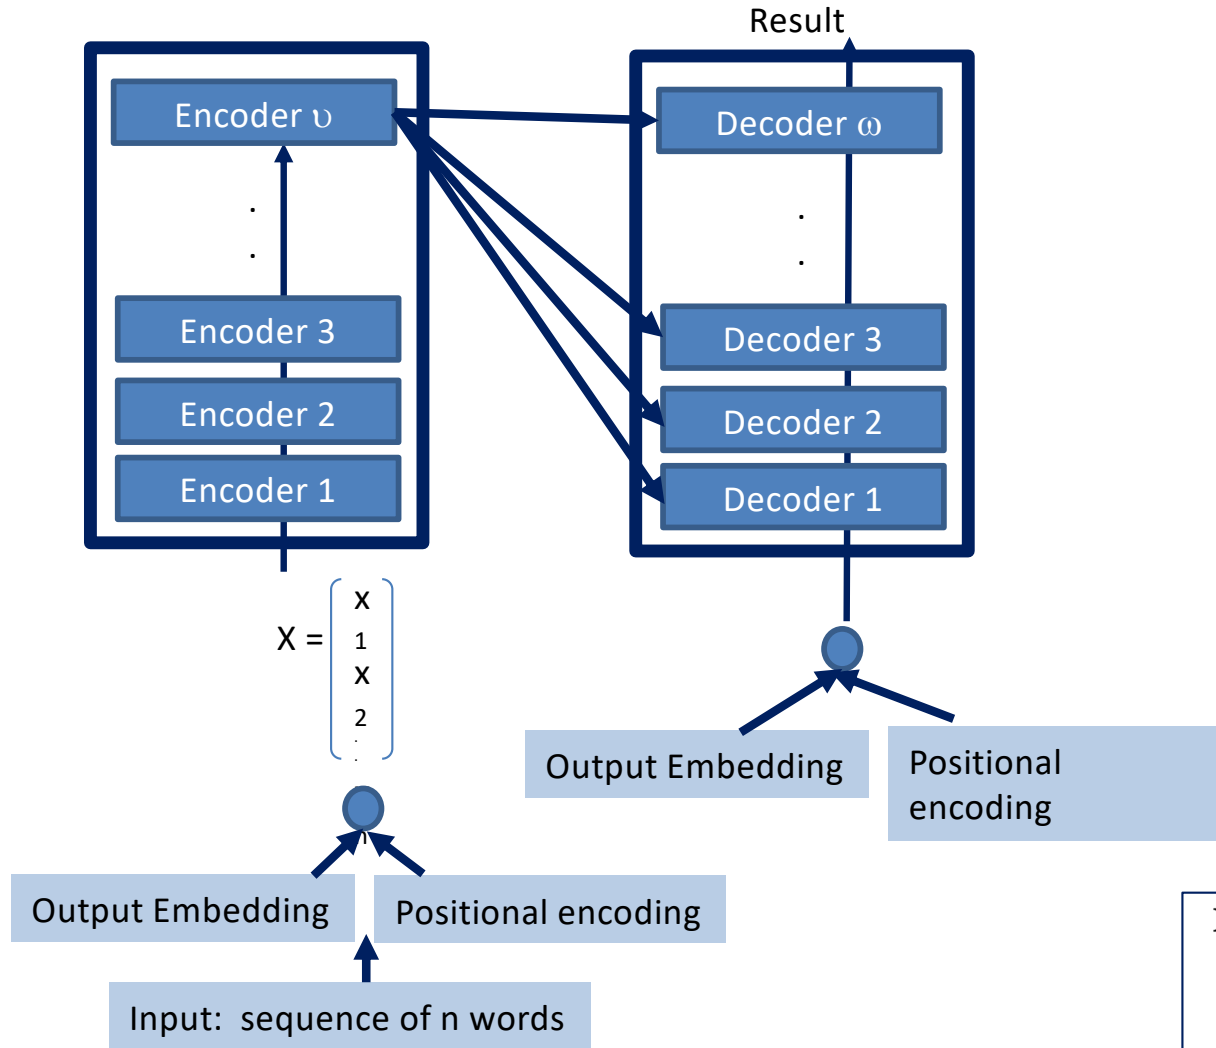 Result
Encoder υ
.
.
Encoder 3
Encoder 2
Encoder 1
Decoder ω
.
.
Decoder 3
Decoder 2
Decoder 1
X =
x
1
x
2
.
.
Output Embedding
Positional
encoding
Output Embedding
Positional encoding
Input: sequence of n words